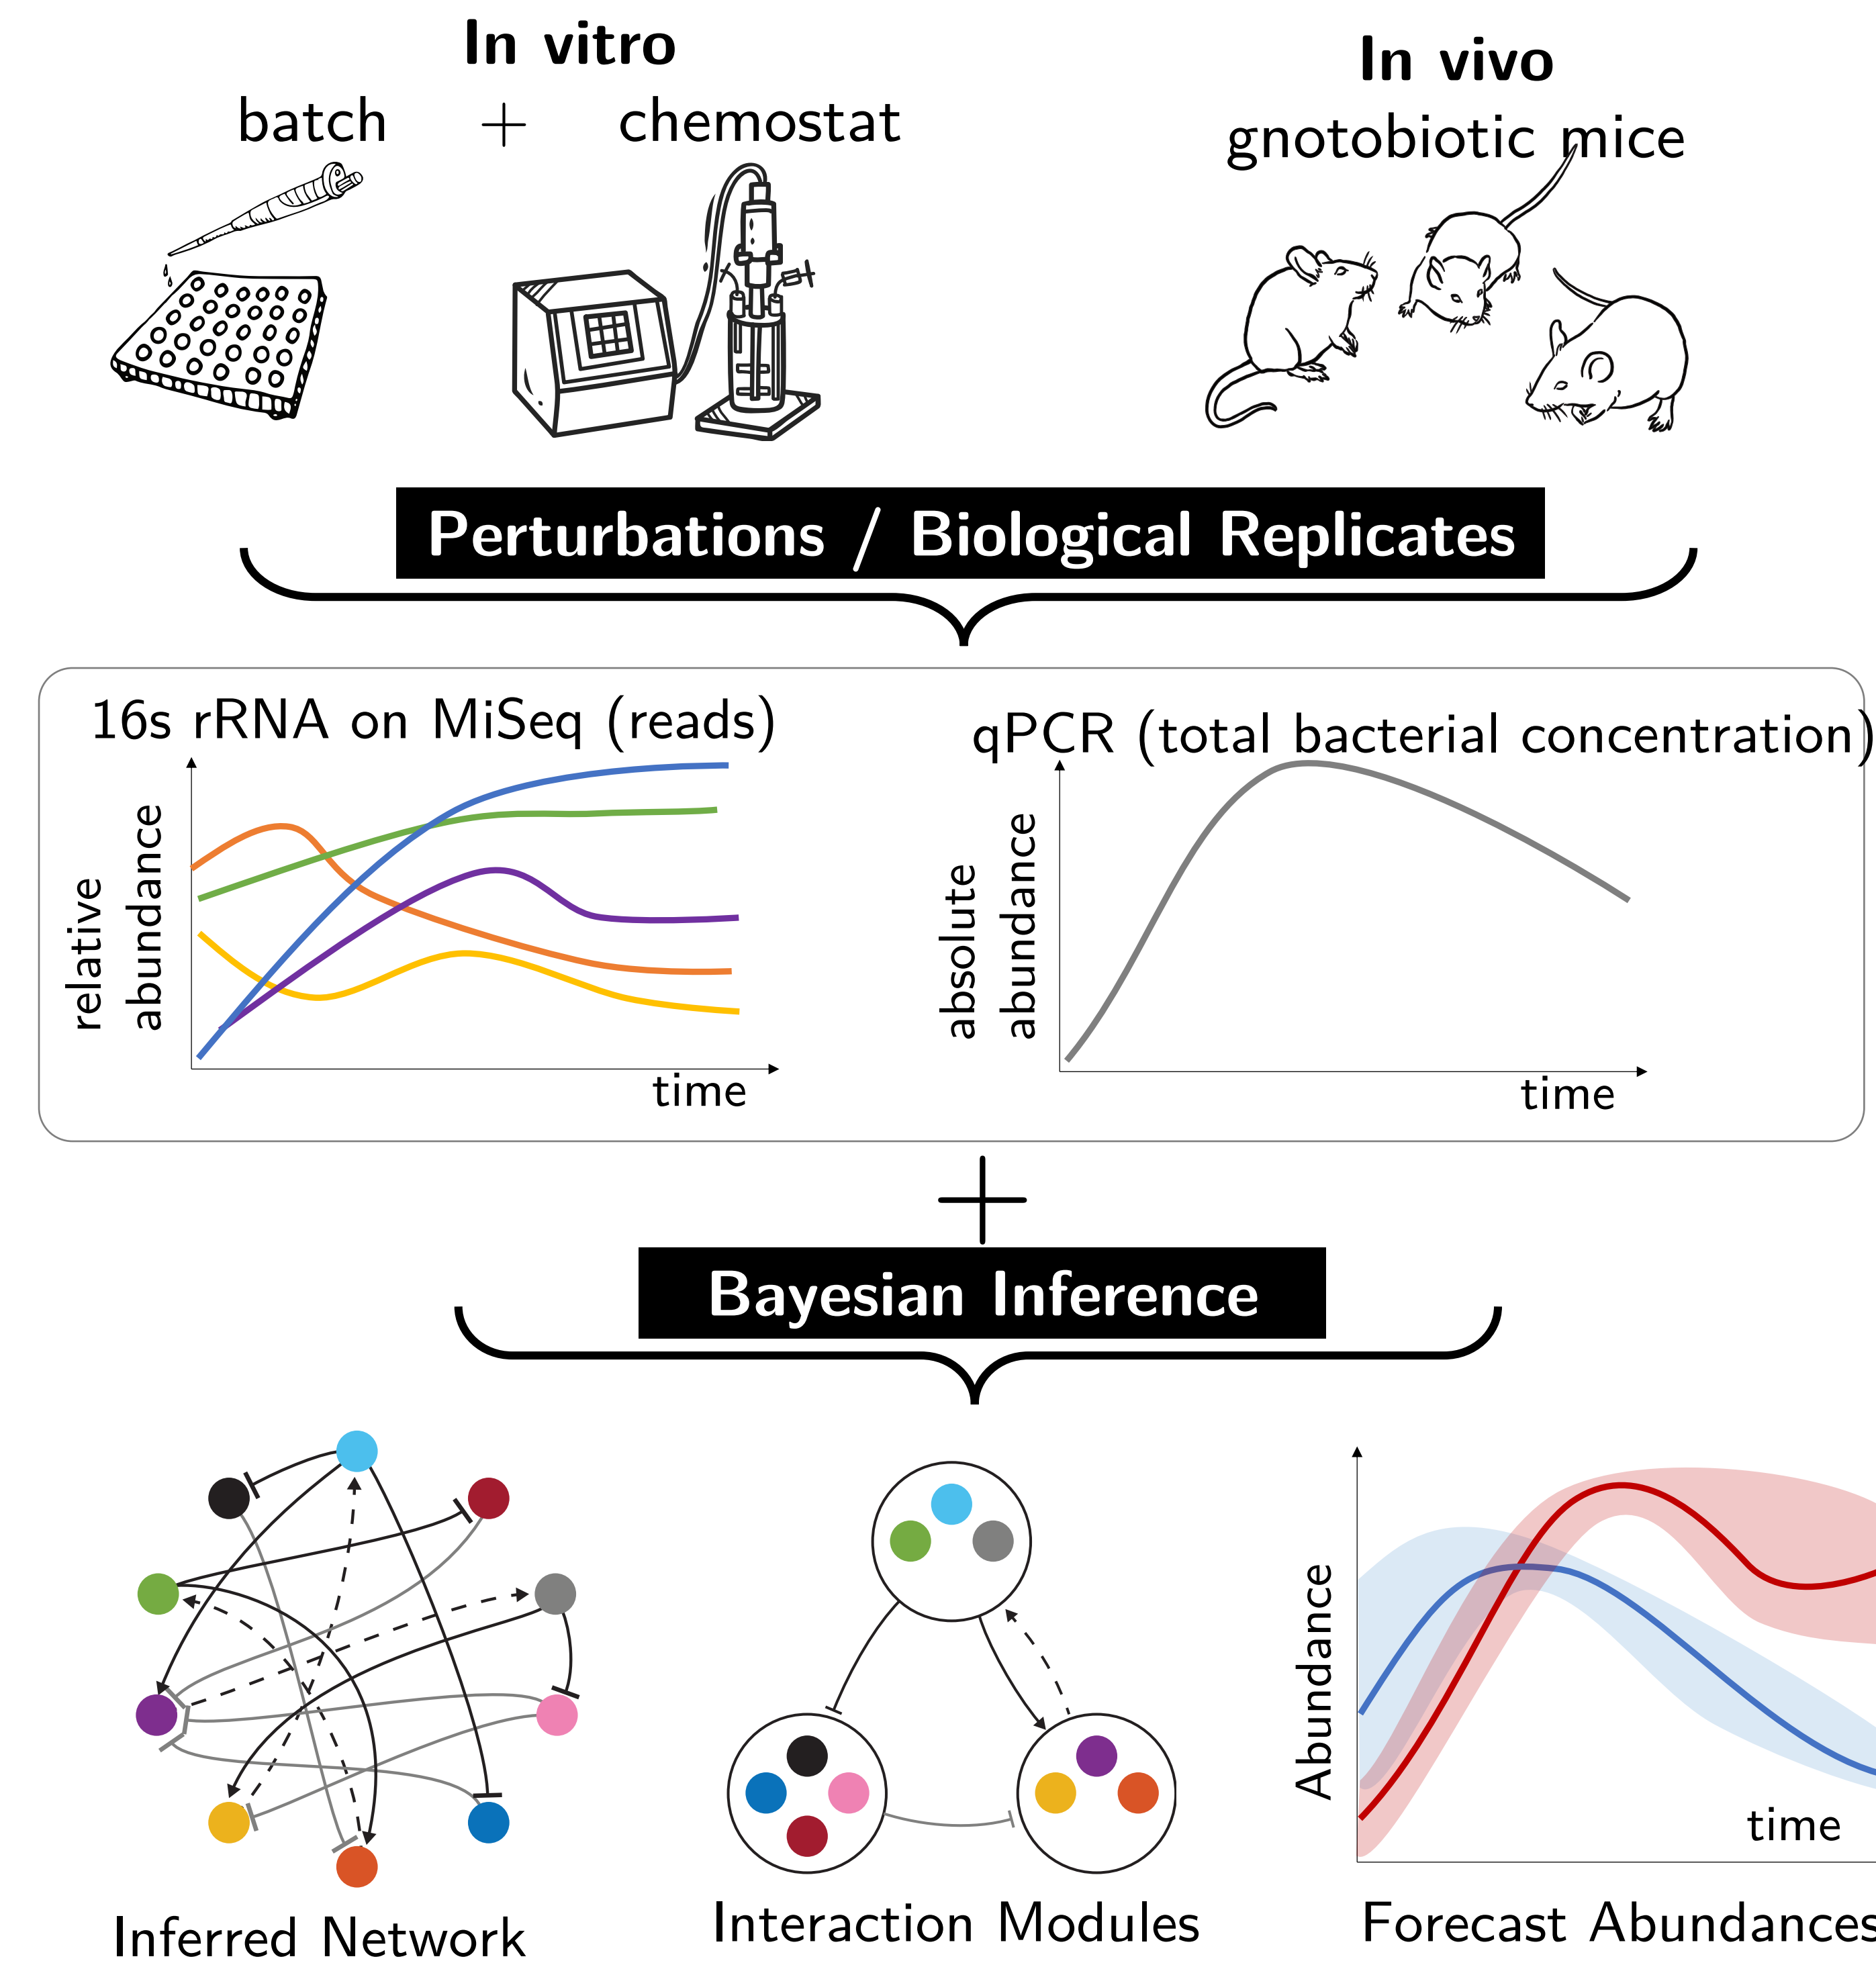 In vitro
batch + chemostat
In vivo
gnotobiotic mice
Perturbations / Biological Replicates
16s rRNA on MiSeq (reads)
relative
abundance
time
qPCR (total bacterial concentration)
absolute
abundance
time
+
Bayesian Inference
Inferred Network
Interaction Modules
Abundance
time
Forecast Abundances